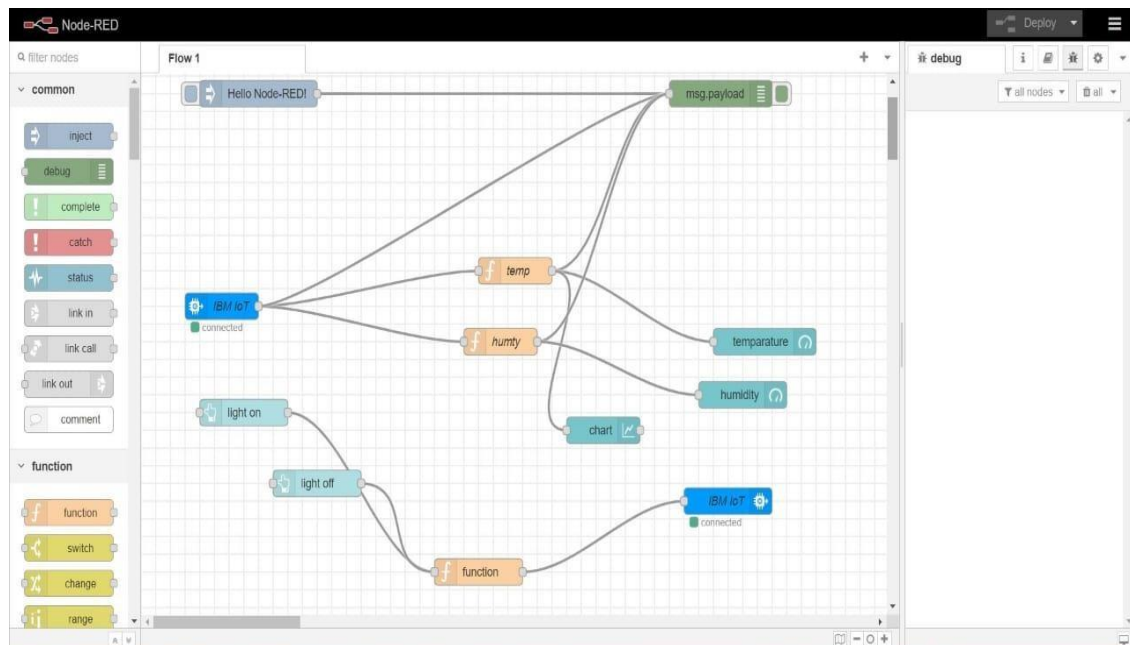 Node-RED
Deploy
filter nodes
Flow 1
debug
i
all nodes
all
common
inject
debug
complete
catch
status
link in
link call
link out
comment
function
function
switch
change
range
Hello Node-RED!
msg.payload
temp
IBM IoT
connected
humty
temparature
humidity
light on
chart
light off
IBM IoT
connected
function